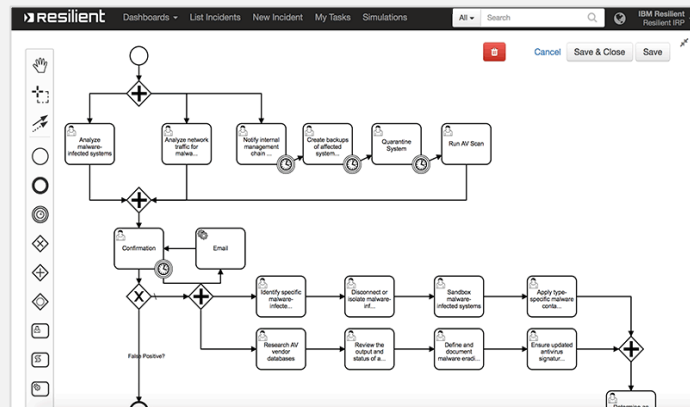 Resilient
Dashboards
List Incidents
New Incident
My Tasks
Simulations
All
Search
IBM Resilient
Resilient IRP
Cancel
Save & Close
Save
Analyze
malware-
infected systems
Analyze network
traffic for
malwa...
Notify internal
management
chain ...
Create backups
of affected
system...
Quarantine
System
Run AV Scan
Confirmation
Email
X
Identify specific
malware-
infecte...
Disconnect or
isolate malware-
inf...
Sandbox
malware-
infected systems
Apply type-
specific malware
conta...
False Positive?
Research AV
vendor
databases
Review the
output and
status of a...
Define and
document
malware eradi...
Ensure updated
antivirus
signatur...